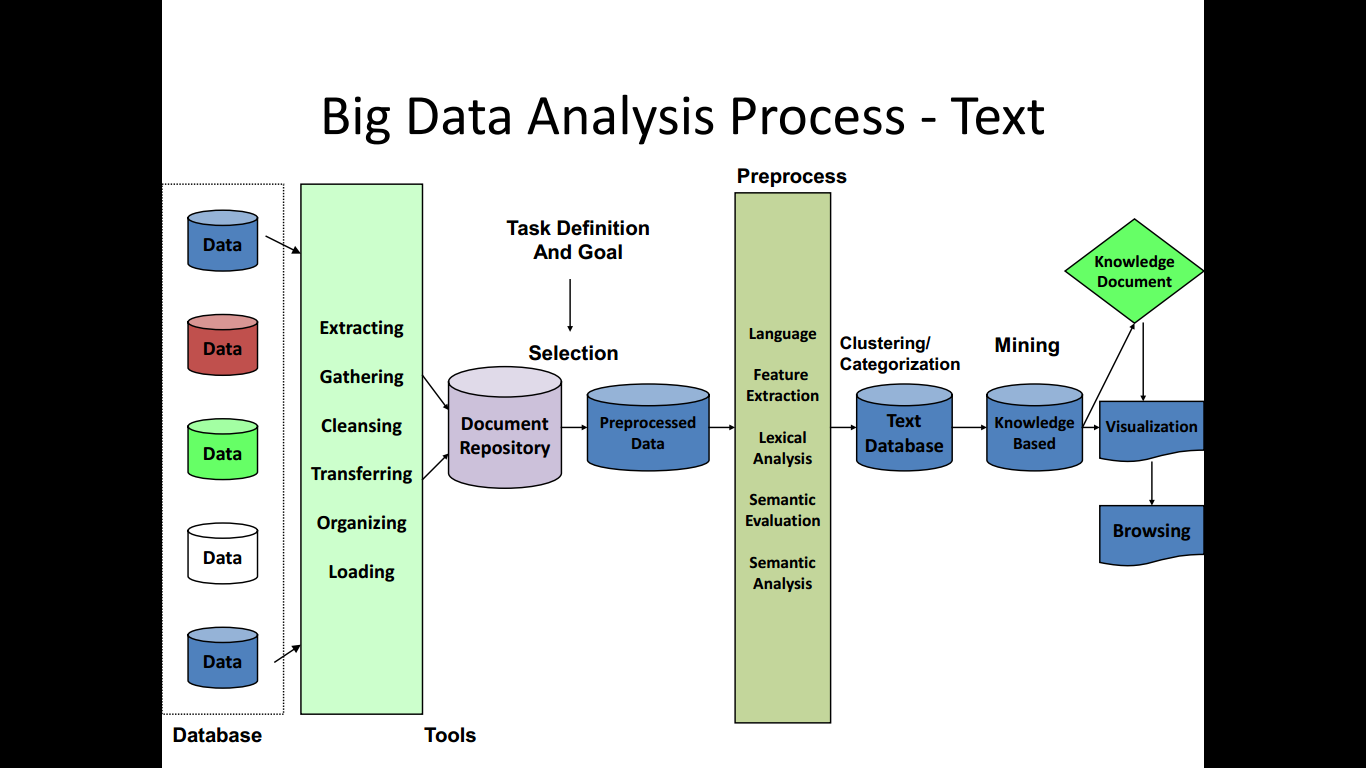 Big Data Analysis Process - Text
Data
Data
Data
Data
Data
Database
Extracting
Gathering
Cleansing
Transferring
Organizing
Loading
Tools
Task Definition
And Goal
Selection
Document
Repository
Preprocessed
Data
Preprocess
Language
Feature
Extraction
Lexical
Analysis
Semantic
Evaluation
Semantic
Analysis
Clustering/
Categorization
Text
Database
Mining
Knowledge
Based
Knowledge
Document
Visualization
Browsing